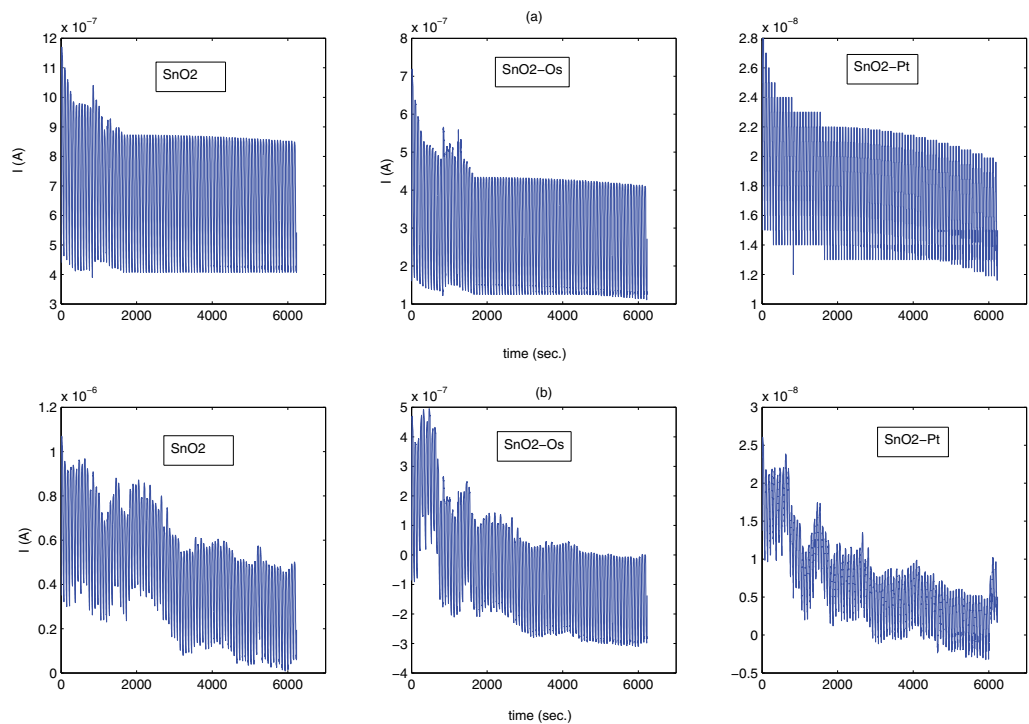 (a)
x 10⁻⁷
12
11
10
9
8
7
6
5
4
3
I (A)
SnO2
0 2000 4000 6000
x 10⁻⁷
8
7
6
5
4
3
2
1
I (A)
SnO2−Os
0 2000 4000 6000
time (sec.)
x 10⁻⁸
2.8
2.6
2.4
2.2
2
1.8
1.6
1.4
1.2
1
SnO2−Pt
0 2000 4000 6000
(b)
x 10⁻⁶
1.2
1
0.8
0.6
0.4
0.2
0
I (A)
SnO2
0 2000 4000 6000
x 10⁻⁷
5
4
3
2
1
0
−1
−2
−3
−4
SnO2−Os
0 2000 4000 6000
time (sec.)
x 10⁻⁸
3
2.5
2
1.5
1
0.5
0
−0.5
SnO2−Pt
0 2000 4000 6000